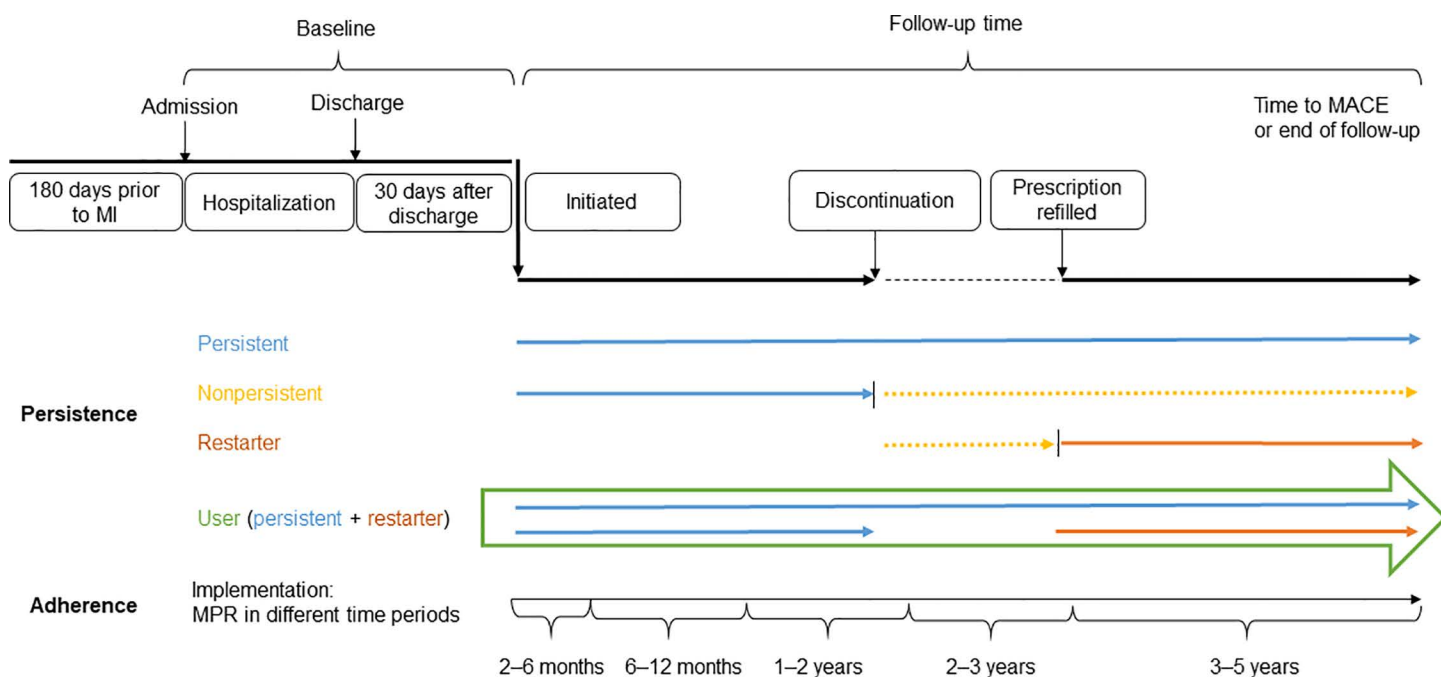 Baseline
Follow-up time
Admission
Discharge
Time to MACE
or end of follow-up
180 days prior
to MI
Hospitalization
30 days after
discharge
Initiated
Discontinuation
Prescription
refilled
Persistence
Persistent
Nonpersistent
Restarter
User (persistent + restarter)
Adherence
Implementation:
MPR in different time periods
2–6 months
6–12 months
1–2 years
2–3 years
3–5 years